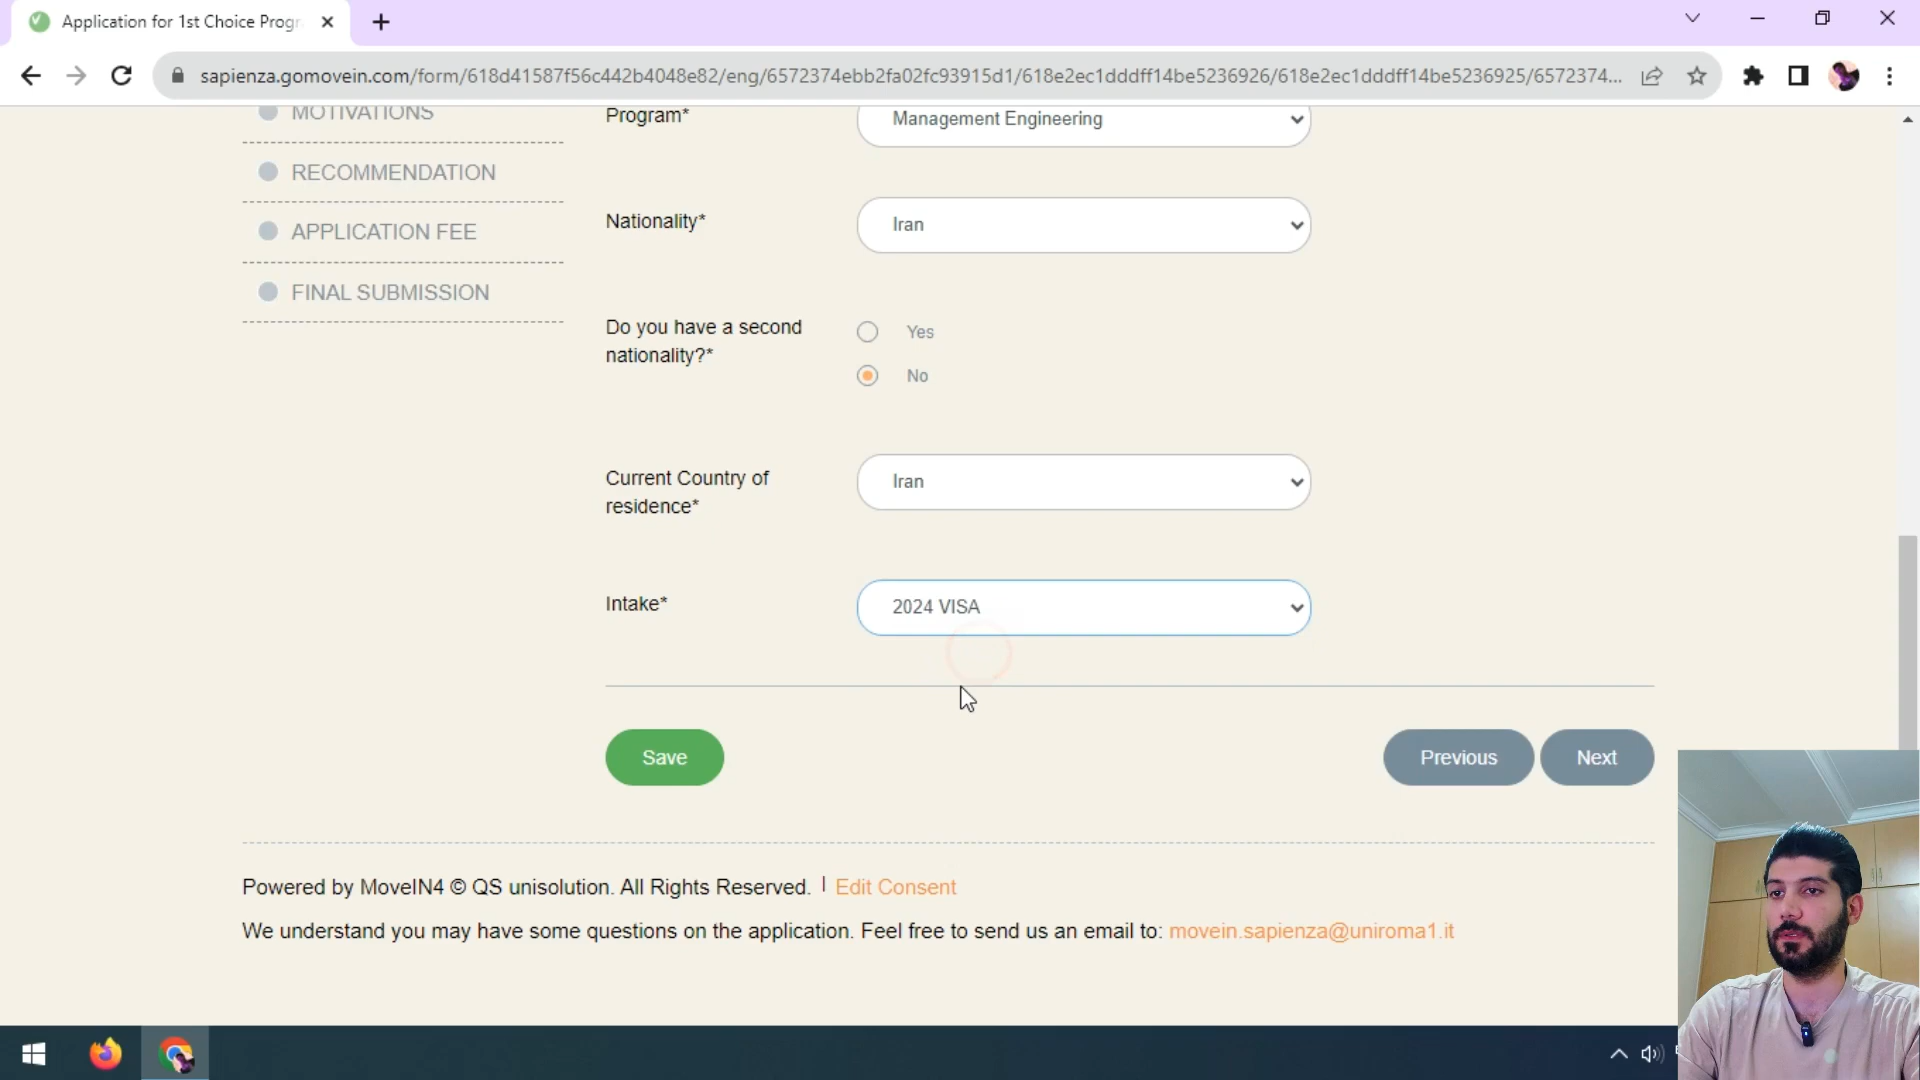 Application for 1st Choice Progr
sapienza.gomovein.com/form/618d41587f56c442b4048e82/eng/6572374ebb2fa02fc93915d1/618e2ec1dddff14be5236926/618e2ec1dddff14be5236925/6572374...
MOTIVATIONS
RECOMMENDATION
APPLICATION FEE
FINAL SUBMISSION
Program*
Management Engineering
Nationality*
Iran
Do you have a second
nationality?*
Yes
No
Current Country of
residence*
Iran
Intake*
2024 VISA
Save
Previous
Next
Powered by MoveIN4 © QS unisolution. All Rights Reserved. | Edit Consent
We understand you may have some questions on the application. Feel free to send us an email to: movein.sapienza@uniroma1.it